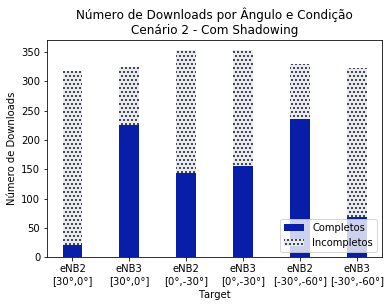 Número de Downloads por Ângulo e Condição
Cenário 2 - Com Shadowing
Número de Downloads
350
300
250
200
150
100
50
0
Completos
Incompletos
eNB2 eNB3 eNB2 eNB3 eNB2 eNB3
[30°,0°] [30°,0°] [0°,-30°] [0°,-30°] [-30°,-60°] [-30°,-60°]
Target